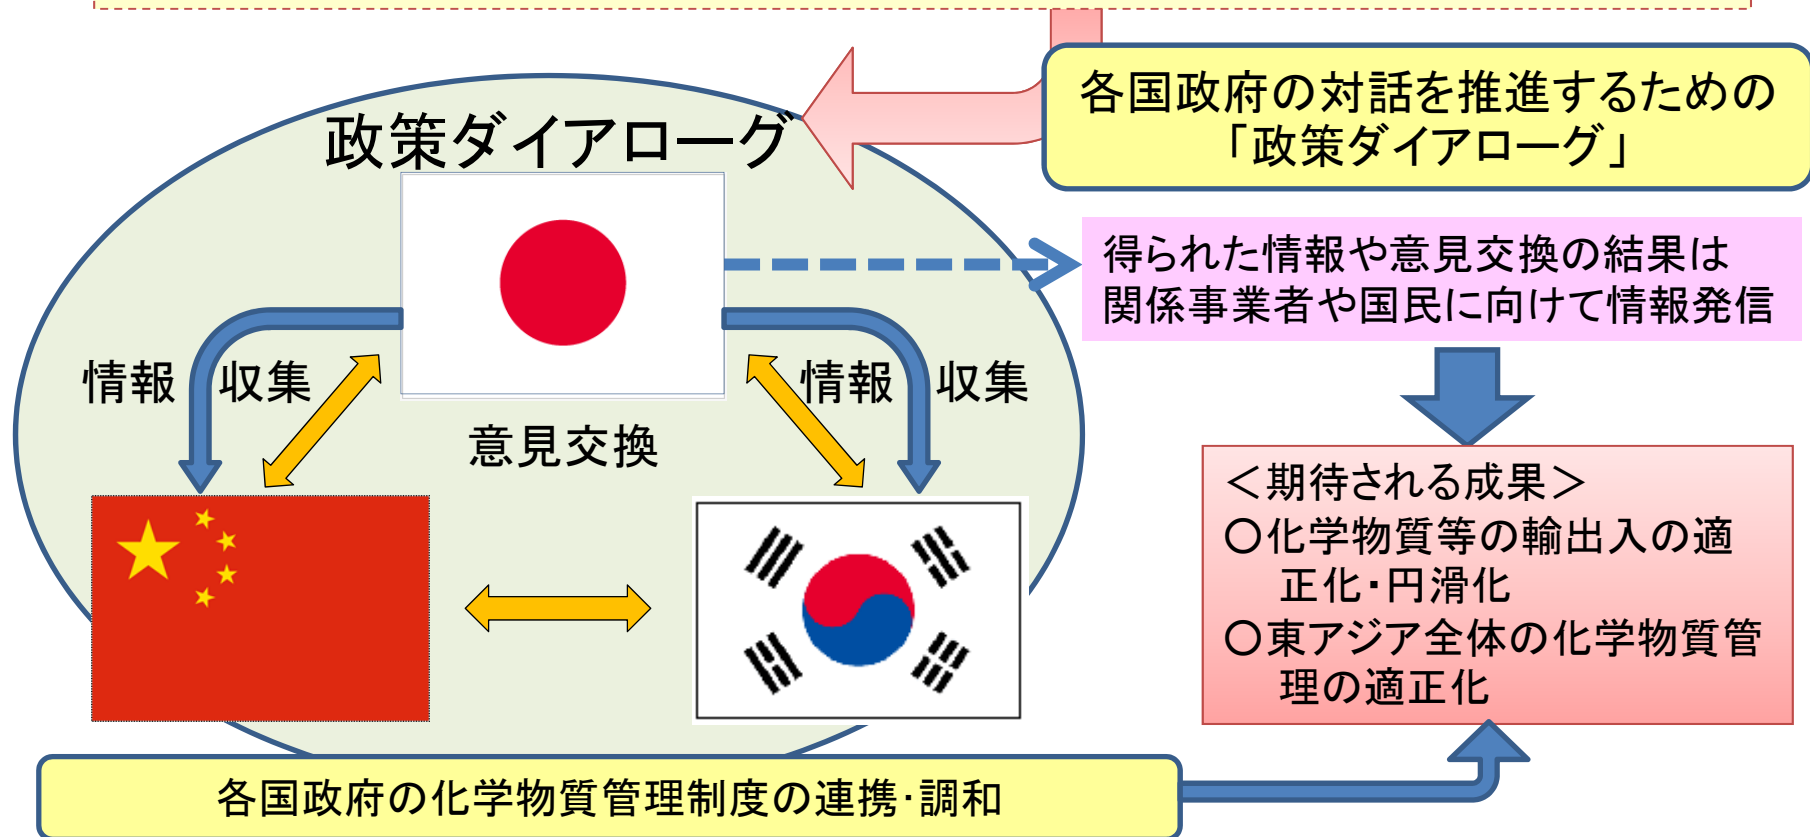 各国政府の対話を推進するための
「政策ダイアローグ」
政策ダイアローグ
得られた情報や意見交換の結果は
関係事業者や国民に向けて情報発信
情報 収集
情報 収集
意見交換
＜期待される成果＞
○化学物質等の輸出入の適
正化・円滑化
○東アジア全体の化学物質管
理の適正化
各国政府の化学物質管理制度の連携・調和